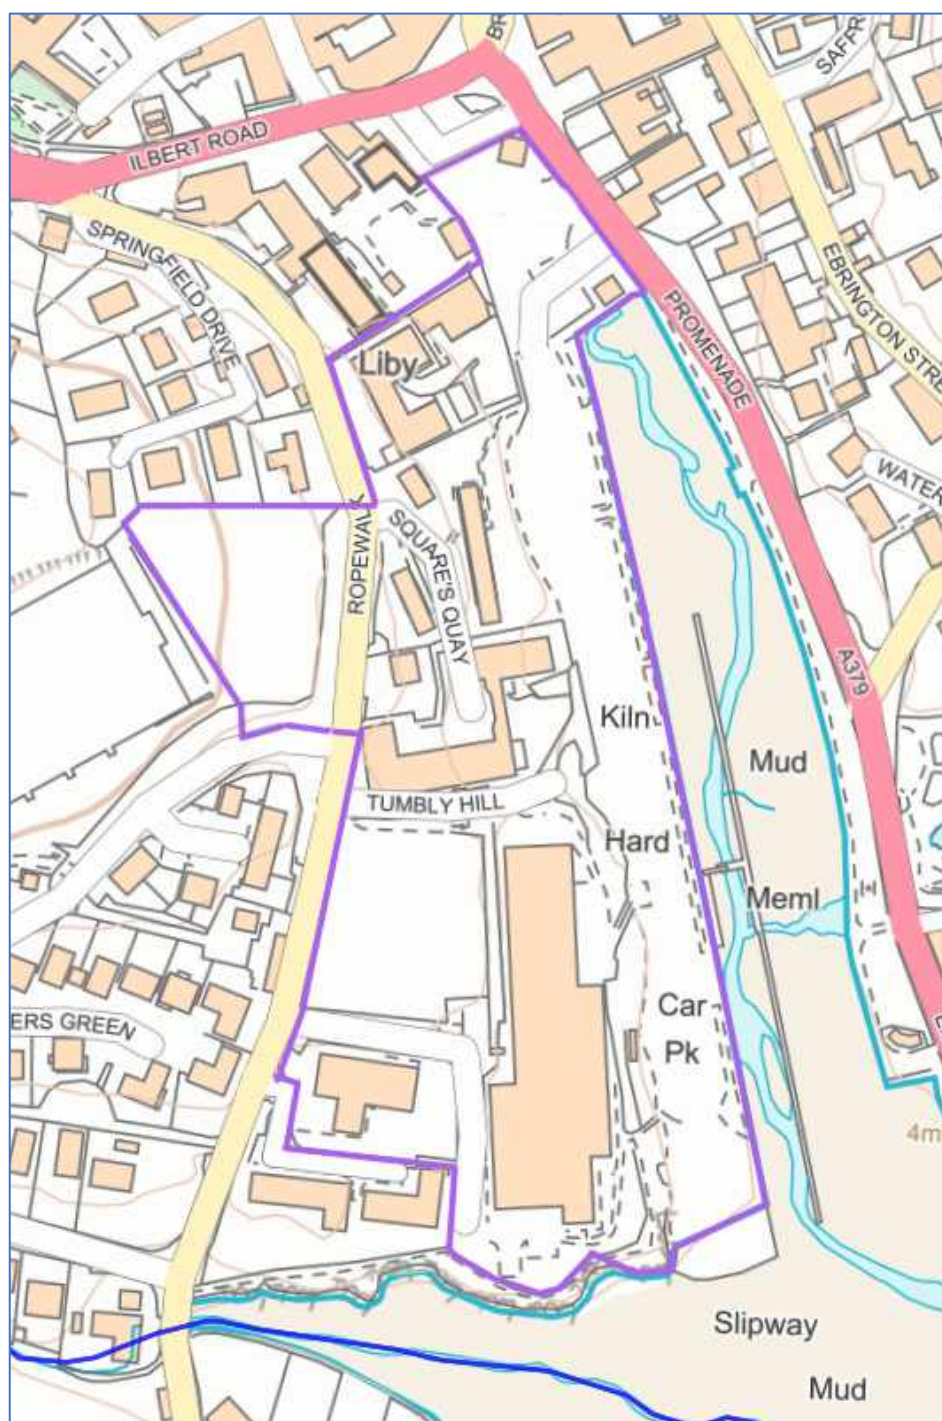 BR
SAFFR
ILBERT ROAD
SPRINGFIELD DRIVE
EBRINGTON STRE
PROMENADE
Liby
WATER
ROPEWALK
SQUARE'S QUAY
A379
Kiln
Mud
TUMBLY HILL
Hard
Meml
Car
Pk
ERS GREEN
4m
Slipway
Mud